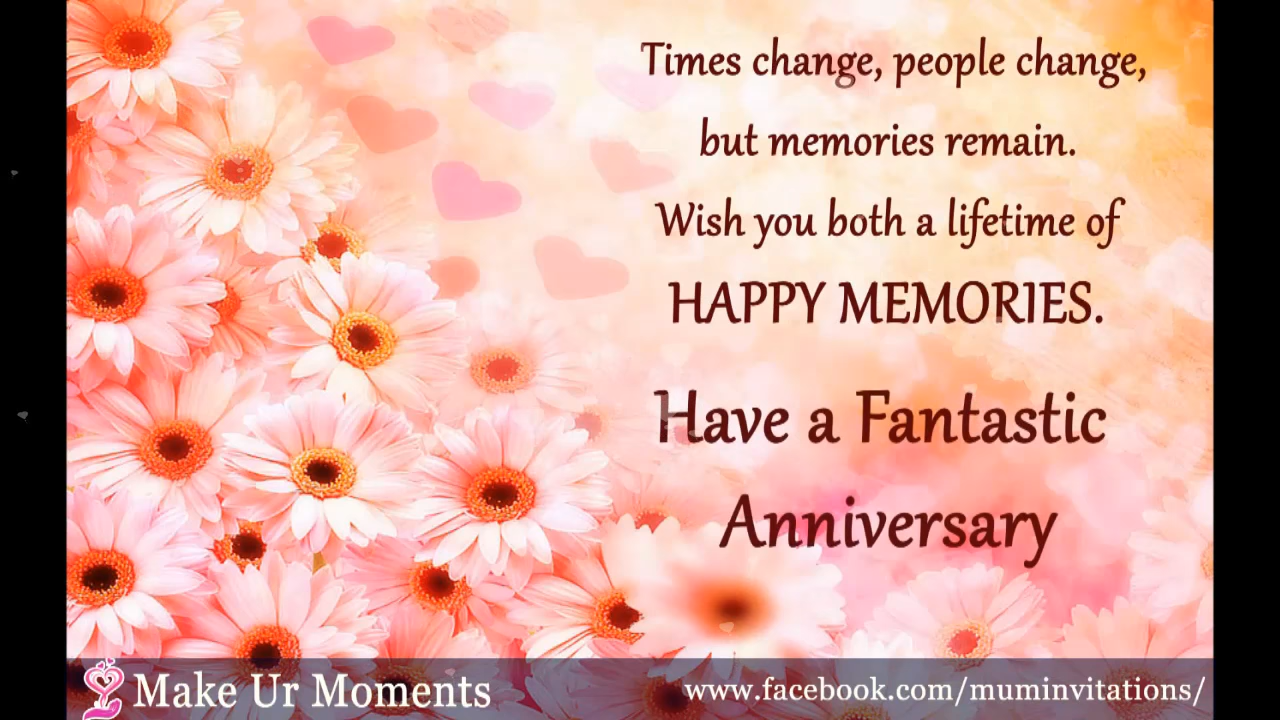 Times change, people change,
but memories remain.
Wish you both a lifetime of
HAPPY MEMORIES.
Have a Fantastic
Anniversary
Make Ur Moments
www.facebook.com/muminvitations/